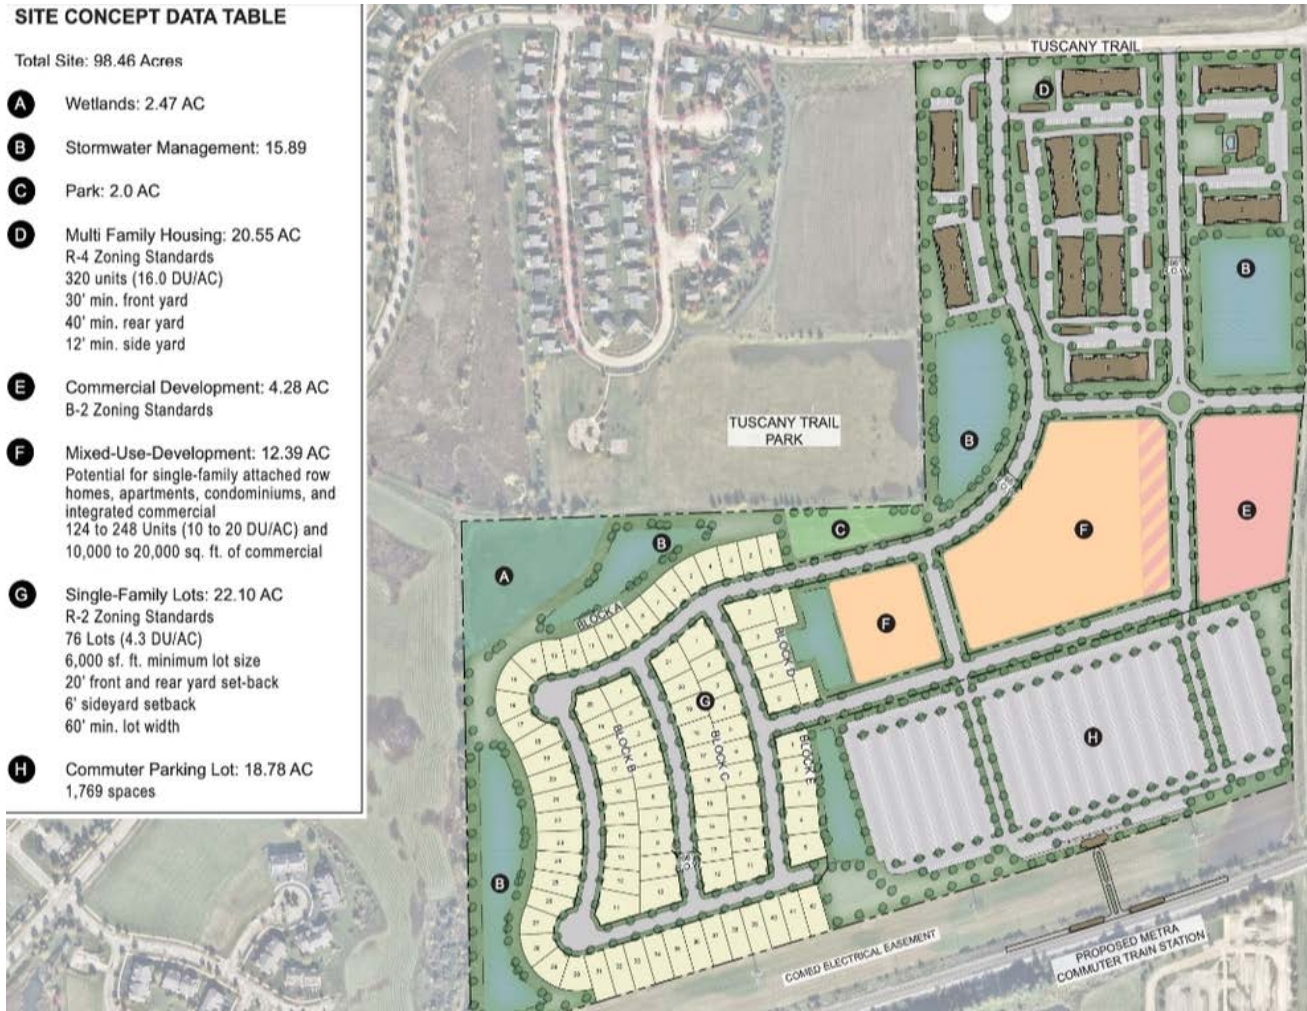 SITE CONCEPT DATA TABLE
Total Site: 98.46 Acres
A Wetlands: 2.47 AC
B Stormwater Management: 15.89
C Park: 2.0 AC
D Multi Family Housing: 20.55 AC
R-4 Zoning Standards
320 units (16.0 DU/AC)
30' min. front yard
40' min. rear yard
12' min. side yard
E Commercial Development: 4.28 AC
B-2 Zoning Standards
F Mixed-Use-Development: 12.39 AC
Potential for single-family attached row
homes, apartments, condominiums, and
integrated commercial
124 to 248 Units (10 to 20 DU/AC) and
10,000 to 20,000 sq. ft. of commercial
G Single-Family Lots: 22.10 AC
R-2 Zoning Standards
76 Lots (4.3 DU/AC)
6,000 sf. ft. minimum lot size
20' front and rear yard set-back
6' sideyard setback
60' min. lot width
H Commuter Parking Lot: 18.78 AC
1,769 spaces
TUSCANY TRAIL
D
B
TUSCANY TRAIL
PARK
B
C
F
E
B
A
BLOCK A
F
BLOCK D
G
BLOCK B
BLOCK C
BLOCK E
H
B
COMED ELECTRICAL EASEMENT
PROPOSED METRA
COMMUTER TRAIN STATION